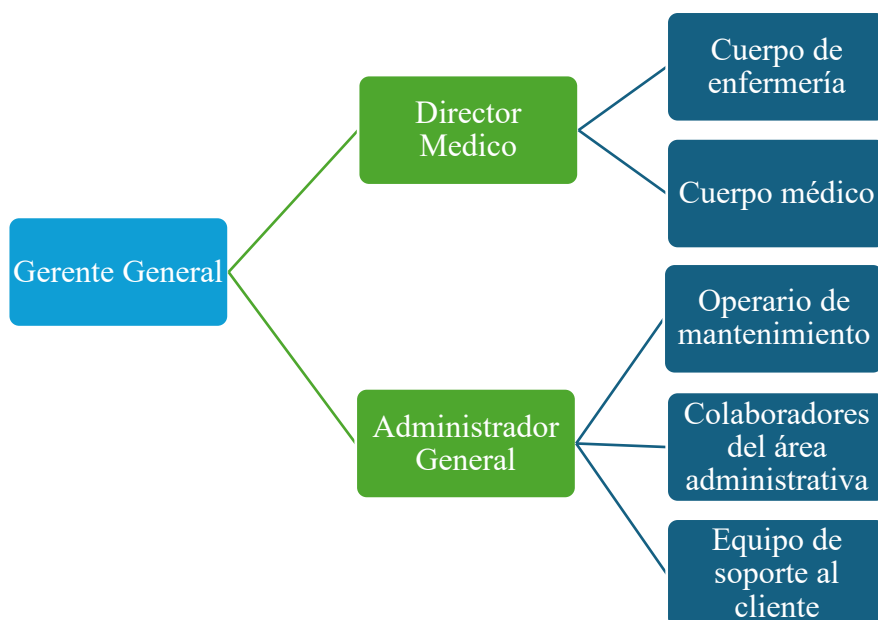 Gerente General
Director
Medico
Cuerpo de
enfermería
Cuerpo médico
Administrador
General
Operario de
mantenimiento
Colaboradores
del área
administrativa
Equipo de
soporte al
cliente